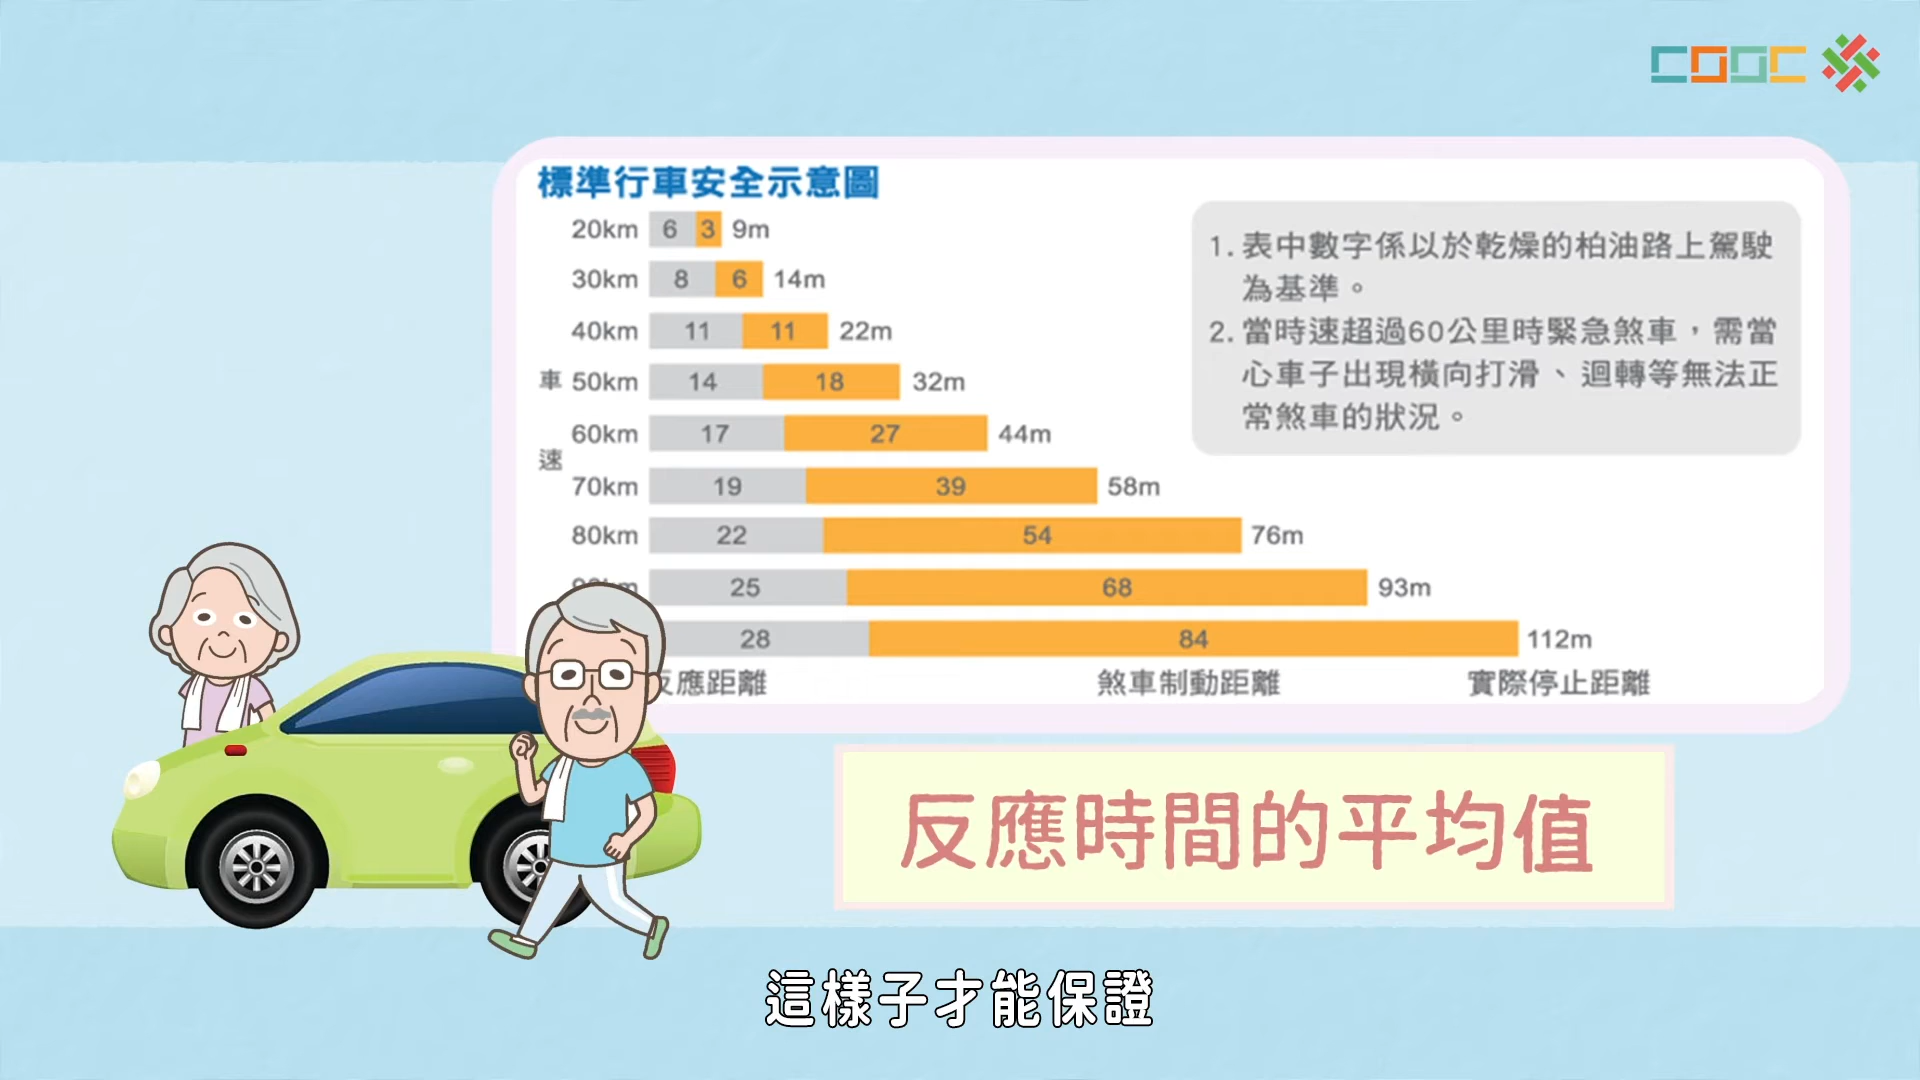 COOC
標準行車安全示意圖
20km 6 3 9m
30km 8 6 14m
40km 11 11 22m
車 50km 14 18 32m
60km 17 27 44m
速
70km 19 39 58m
80km 22 54 76m
25 68 93m
28 84 112m
應距離 煞車制動距離 實際停止距離
1. 表中數字係以於乾燥的柏油路上駕駛
為基準。
2. 當時速超過60公里時緊急煞車，需當
心車子出現橫向打滑、迴轉等無法正
常煞車的狀況。
反應時間的平均值
這樣子才能保證